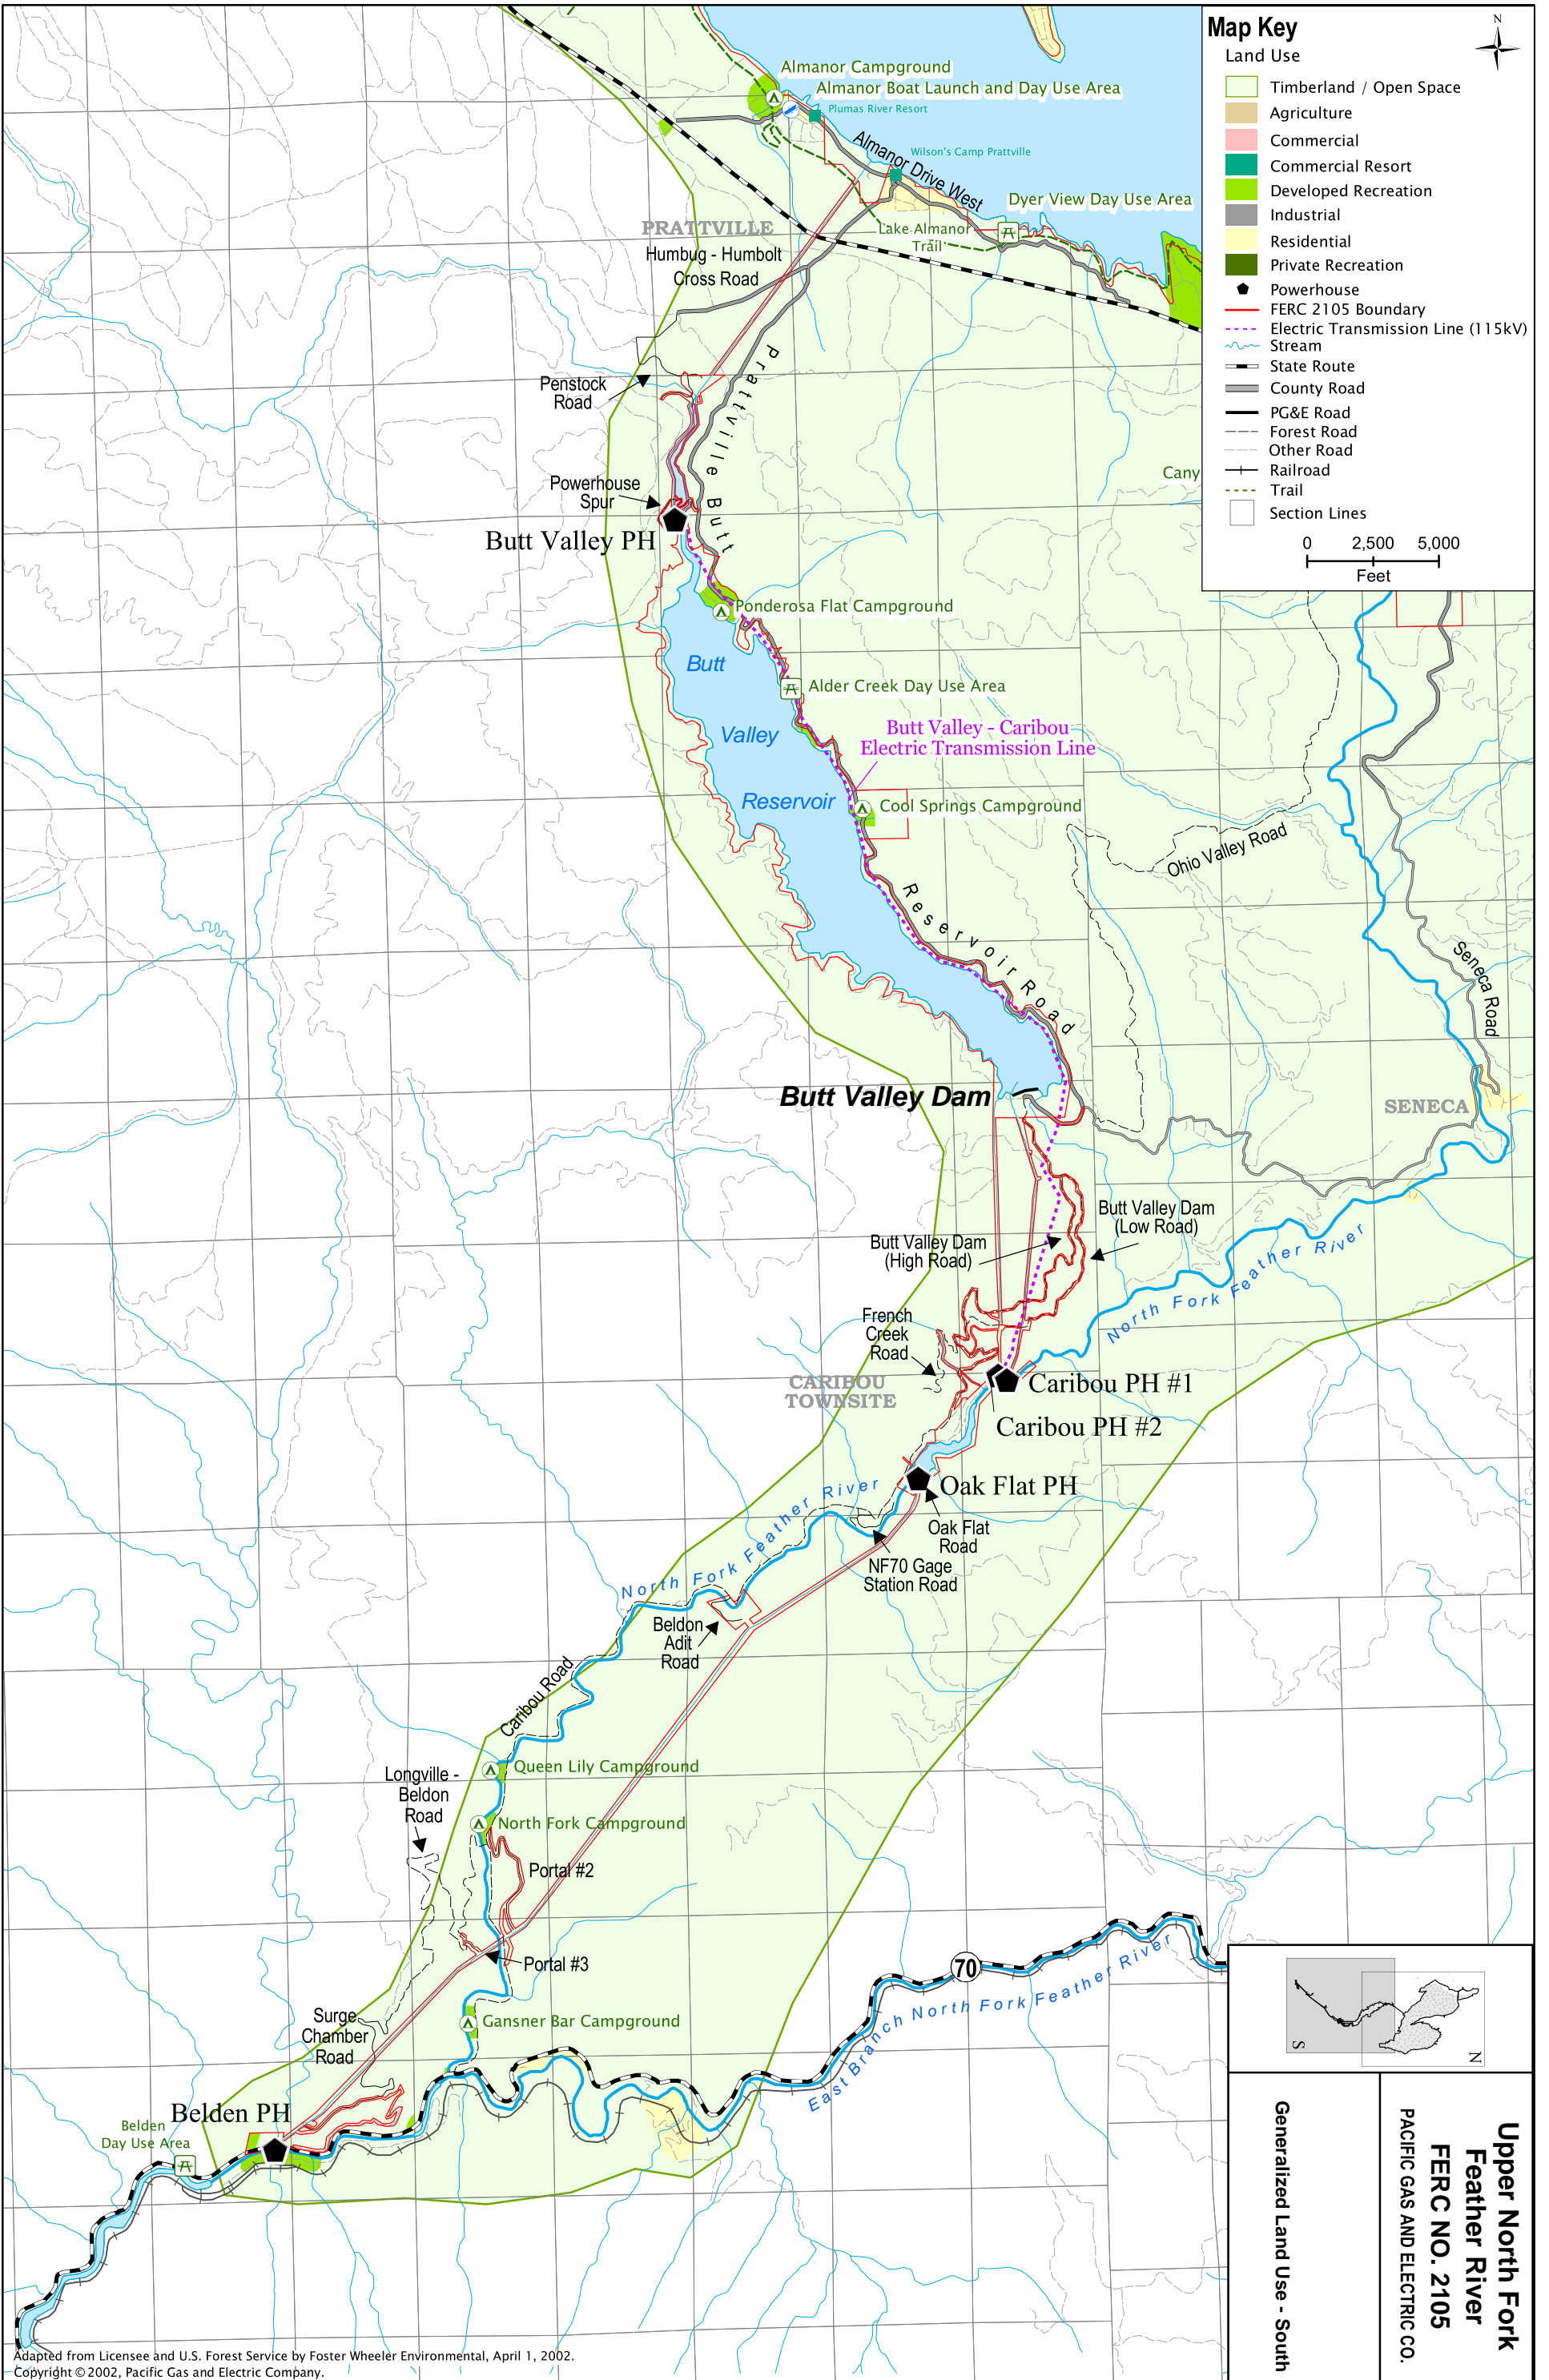 Map Key
N
Land Use
Timberland / Open Space
Agriculture
Commercial
Commercial Resort
Developed Recreation
Industrial
Residential
Private Recreation
Powerhouse
FERC 2105 Boundary
Electric Transmission Line (115kV)
Stream
State Route
County Road
PG&E Road
Forest Road
Other Road
Railroad
Trail
Section Lines
0 2,500 5,000
Feet
Almanor Campground
Almanor Boat Launch and Day Use Area
Plumas River Resort
Almanor Drive West
Wilson's Camp Prattville
Dyer View Day Use Area
Lake Almanor
Trail
PRATTVILLE
Humbug - Humbolt
Cross Road
Penstock
Road
Prattville Butt
Reservoir Road
Powerhouse
Spur
Butt Valley PH
Cany
Ponderosa Flat Campground
Butt
Valley
Reservoir
Alder Creek Day Use Area
Butt Valley - Caribou
Electric Transmission Line
Cool Springs Campground
Ohio Valley Road
Seneca Road
SENECA
Butt Valley Dam
Butt Valley Dam
(Low Road)
Butt Valley Dam
(High Road)
North Fork Feather River
French
Creek
Road
CARIBOU
TOWNSITE
Caribou PH #1
Caribou PH #2
Oak Flat PH
Oak Flat
Road
NF70 Gage
Station Road
North Fork Feather River
Beldon
Adit
Road
Caribou Road
Queen Lily Campground
Longville -
Beldon
Road
North Fork Campground
Portal #2
Portal #3
70
East Branch North Fork Feather River
Gansner Bar Campground
Surge
Chamber
Road
Belden PH
Belden
Day Use Area
S
N
Upper North Fork
Feather River
FERC NO. 2105
PACIFIC GAS AND ELECTRIC CO.
Generalized Land Use - South
Adapted from Licensee and U.S. Forest Service by Foster Wheeler Environmental, April 1, 2002.
Copyright © 2002, Pacific Gas and Electric Company.